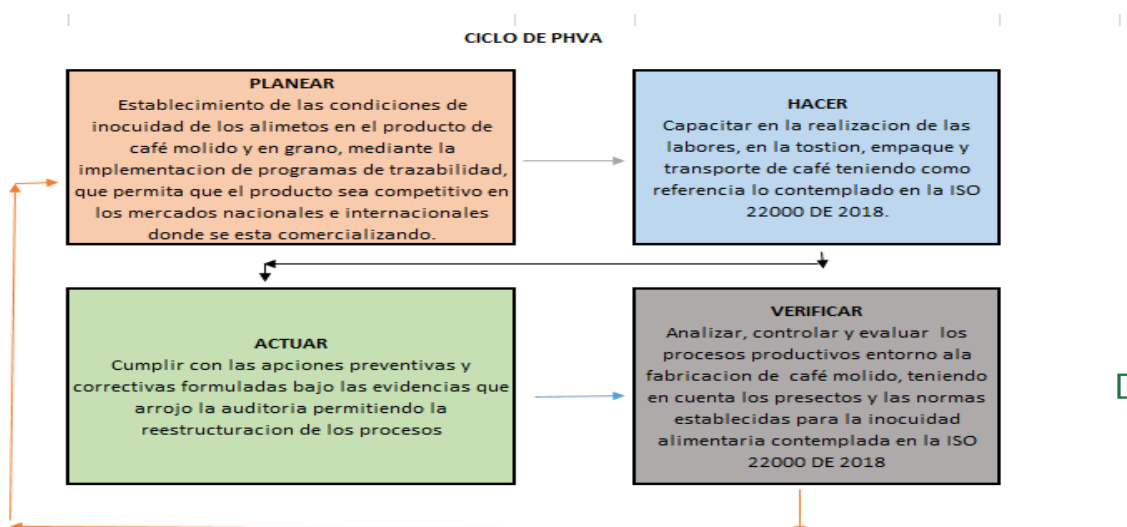 CICLO DE PHVA
PLANEAR
Establecimiento de las condiciones de
inocuidad de los alimetos en el producto de
café molido y en grano, mediante la
implementacion de programas de trazabilidad,
que permita que el producto sea competitivo en
los mercados nacionales e internacionales
donde se esta comercializando.
HACER
Capacitar en la realizacion de las
labores, en la tostion, empaque y
transporte de café teniendo como
referencia lo contemplado en la ISO
22000 DE 2018.
ACTUAR
Cumplir con las apciones preventivas y
correctivas formuladas bajo las evidencias que
arrojo la auditoria permitiendo la
reestructuracion de los procesos
VERIFICAR
Analizar, controlar y evaluar los
procesos productivos entorno ala
fabricacion de café molido, teniendo
en cuenta los presectos y las normas
establecidas para la inocuidad
alimentaria contemplada en la ISO
22000 DE 2018